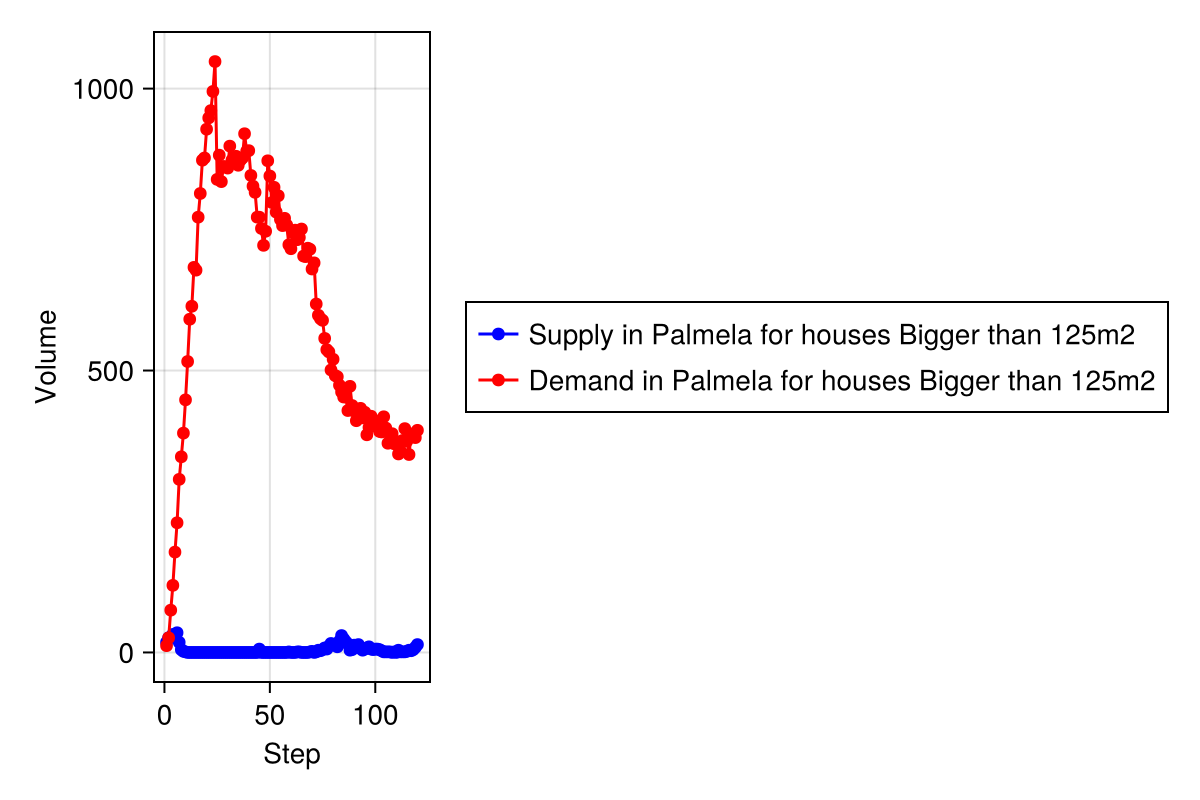 1000
500
0
Volume
0 50 100
Step
Supply in Palmela for houses Bigger than 125m2
Demand in Palmela for houses Bigger than 125m2